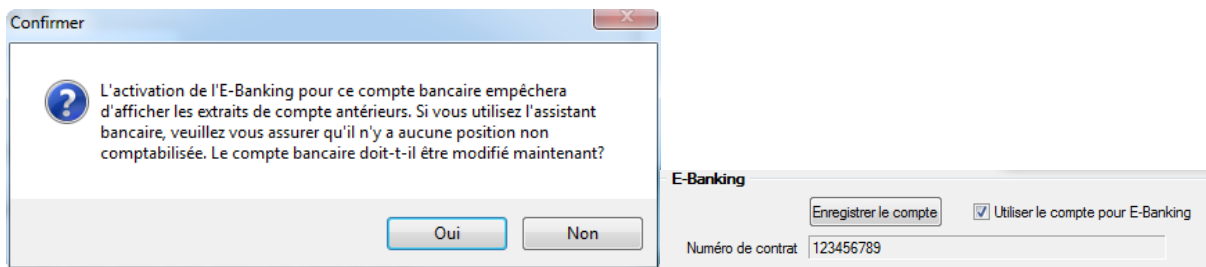 Confirmer
L'activation de l'E-Banking pour ce compte bancaire empêchera
d'afficher les extraits de compte antérieurs. Si vous utilisez l'assistant
bancaire, veuillez vous assurer qu'il n'y a aucune position non
comptabilisée. Le compte bancaire doit-t-il être modifié maintenant?
Oui Non
E-Banking
Enregistrer le compte Utiliser le compte pour E-Banking
Numéro de contrat 123456789